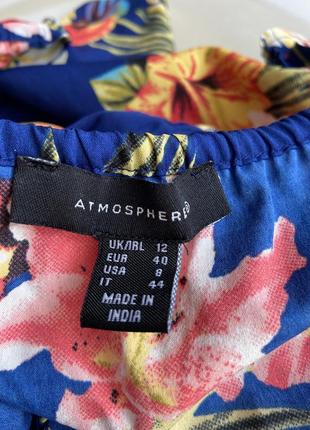 ATMOSPHERE
UK/IRL 12
EUR 40
USA 8
IT 44
MADE IN
INDIA